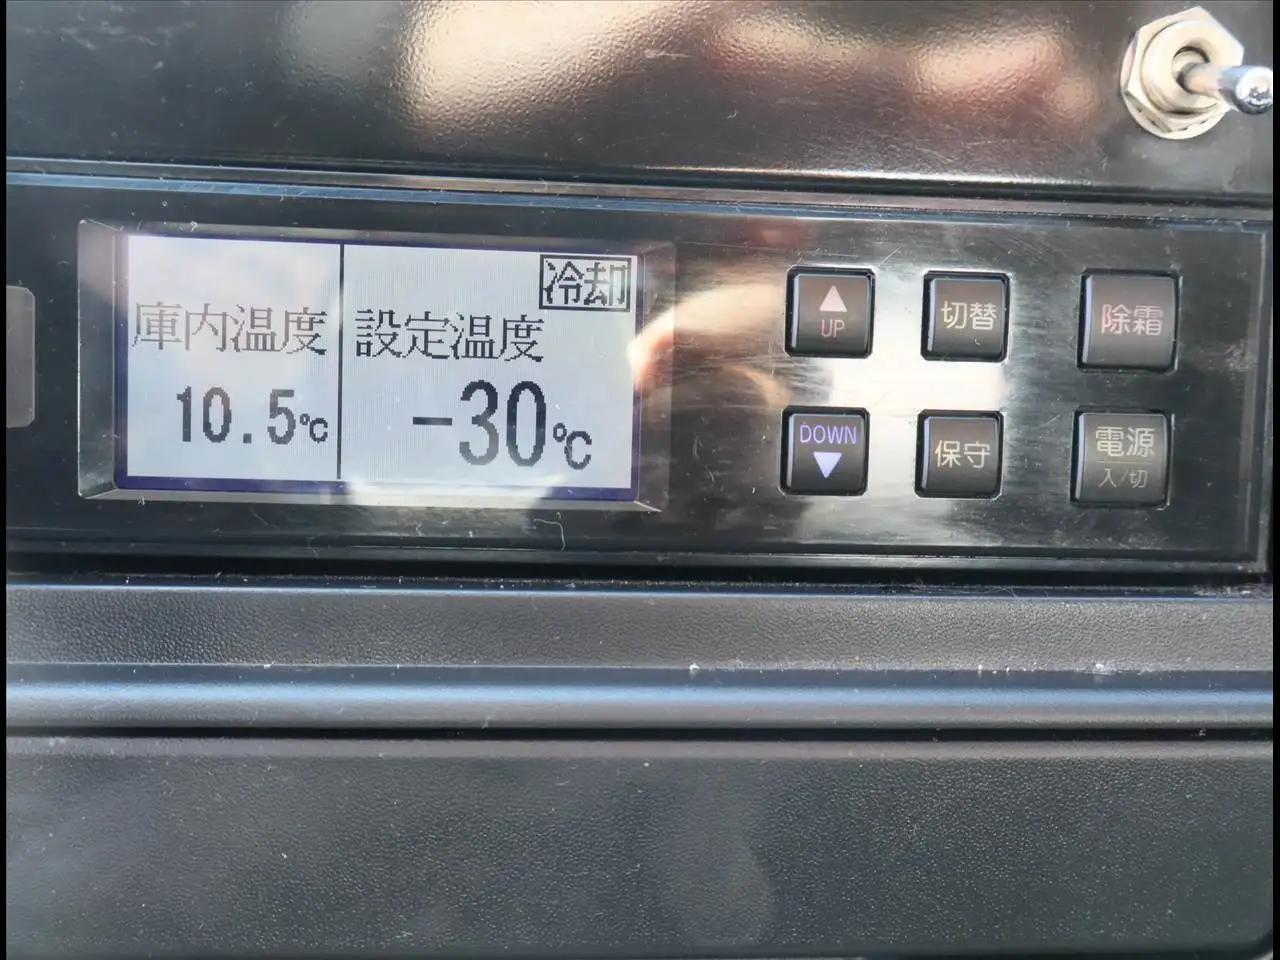 冷却
庫内温度
設定温度
10.5℃
-30℃
▲
UP
切替
除霜
DOWN
▼
保守
電源
入/切